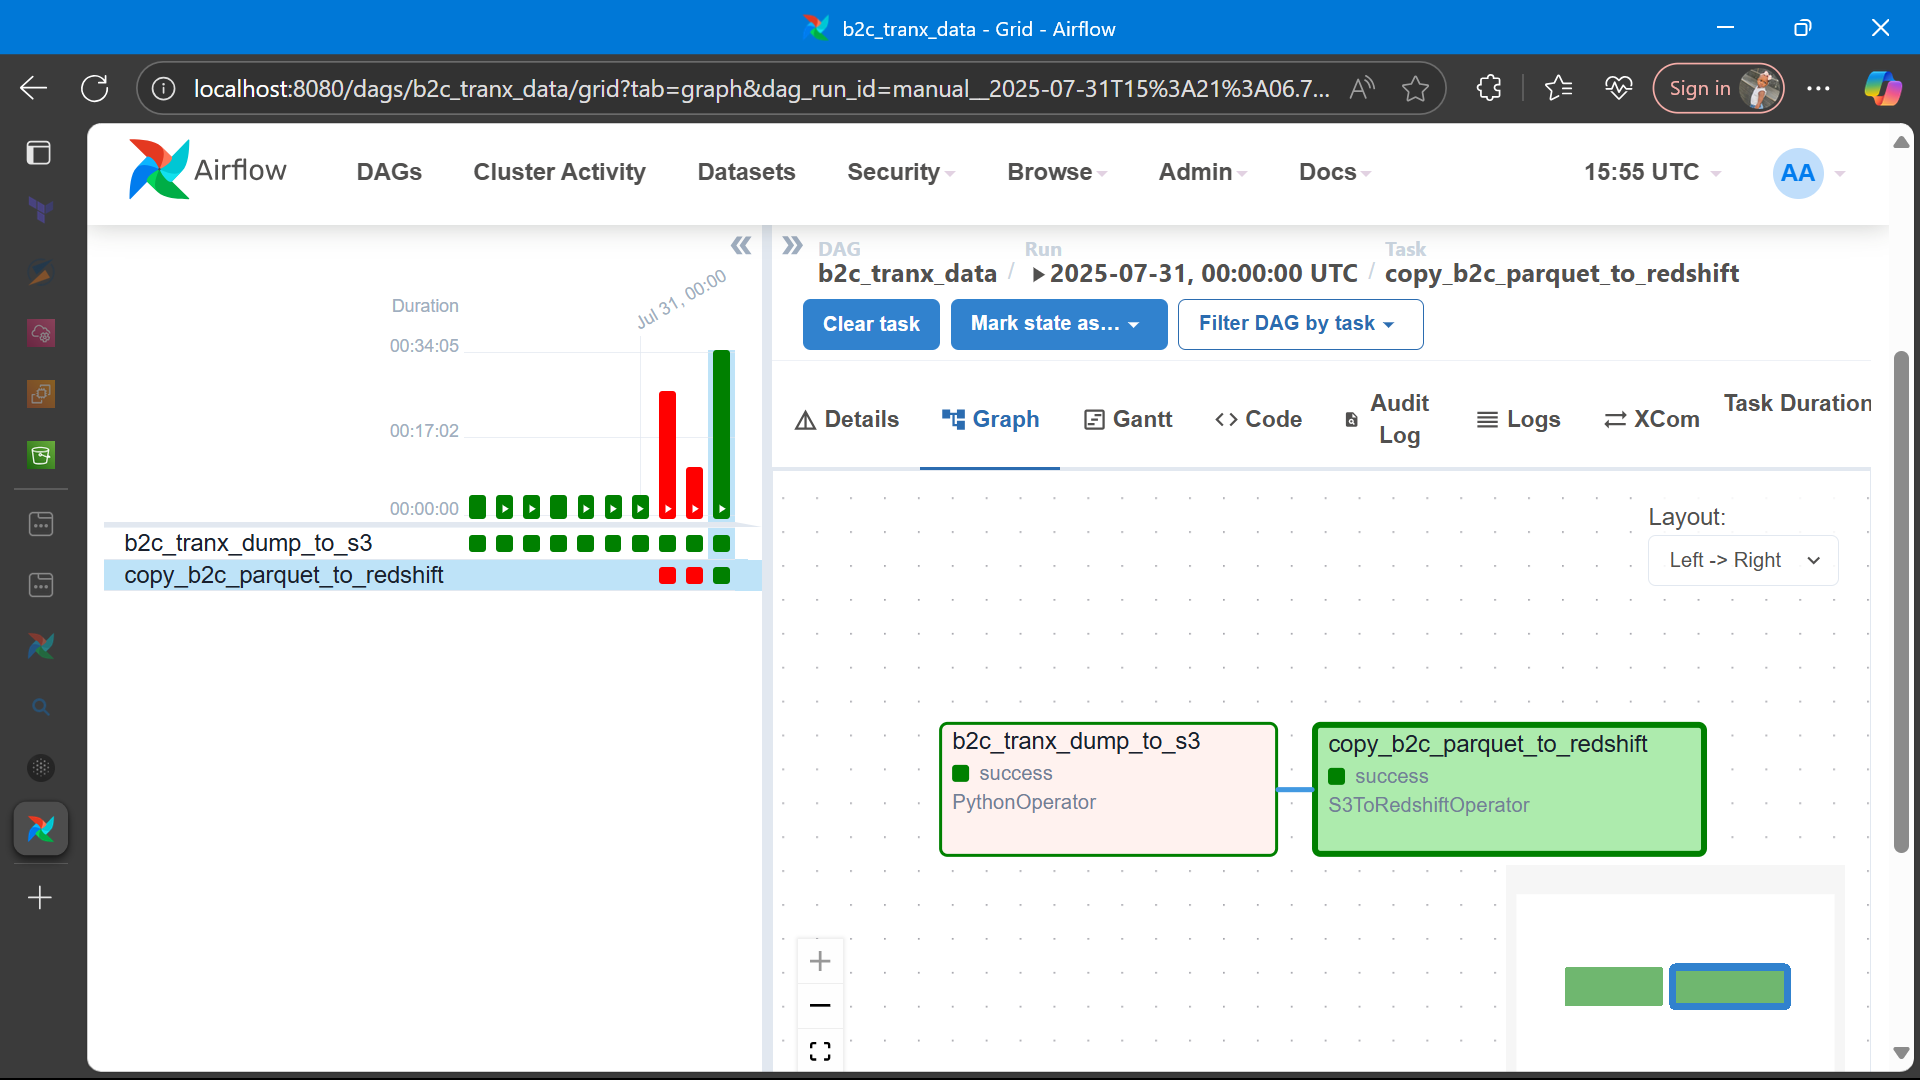 b2c_tranx_data - Grid - Airflow
localhost:8080/dags/b2c_tranx_data/grid?tab=graph&dag_run_id=manual__2025-07-31T15%3A21%3A06.7...
Sign in
Airflow
DAGs
Cluster Activity
Datasets
Security
Browse
Admin
Docs
15:55 UTC
AA
DAG
b2c_tranx_data
/
Run
2025-07-31, 00:00:00 UTC
/
Task
copy_b2c_parquet_to_redshift
Clear task
Mark state as...
Filter DAG by task
Details
Graph
Gantt
Code
Audit
Log
Logs
XCom
Task Duration
Jul 31, 00:00
Duration
00:34:05
00:17:02
00:00:00
b2c_tranx_dump_to_s3
copy_b2c_parquet_to_redshift
Layout:
Left -> Right
b2c_tranx_dump_to_s3
success
PythonOperator
copy_b2c_parquet_to_redshift
success
S3ToRedshiftOperator